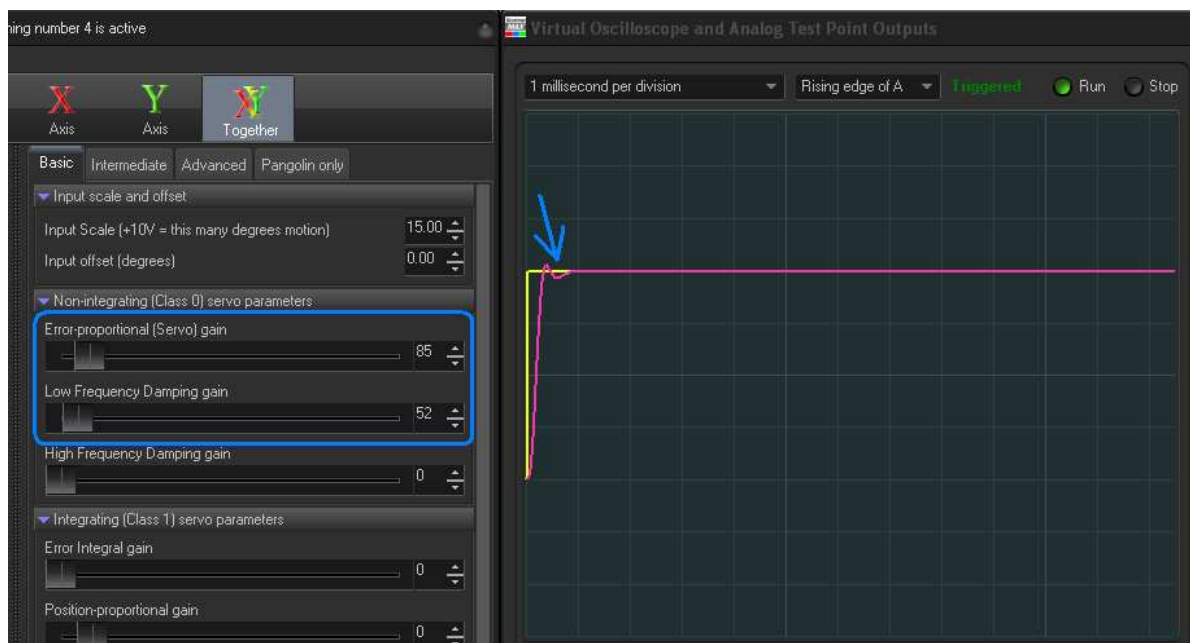 ning number 4 is active
Virtual Oscilloscope and Analog Test Point Outputs
X
Axis
Y
Axis
XY
Together
Basic
Intermediate
Advanced
Pangolin only
Input scale and offset
Input Scale (+10V = this many degrees motion)
15.00
Input offset (degrees)
0.00
Non-integrating (Class 0) servo parameters
Error-proportional (Servo) gain
85
Low Frequency Damping gain
52
High Frequency Damping gain
0
Integrating (Class 1) servo parameters
Error Integral gain
0
Position-proportional gain
0
1 millisecond per division
Rising edge of A
Triggered
Run
Stop